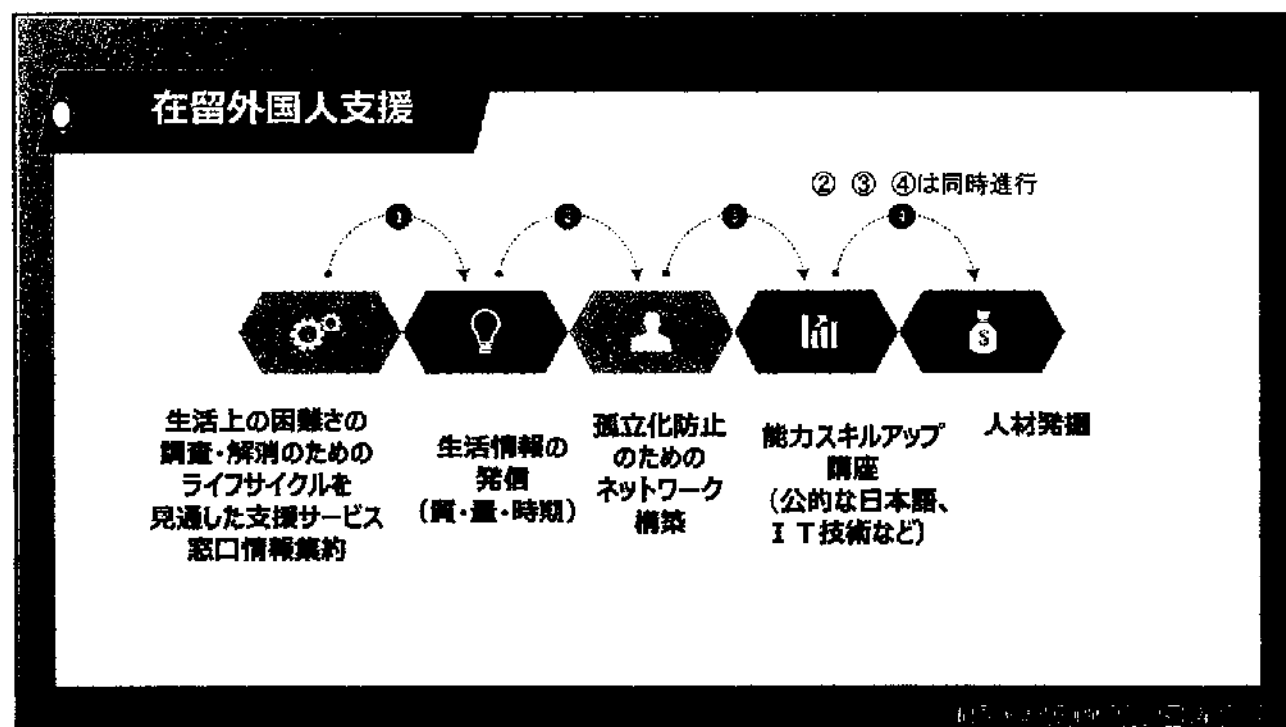 在留外国人支援
② ③ ④は同時進行
1
2
3
4
$
生活上の困難さの
調査・解消のための
ライフサイクルを
見通した支援サービス
窓口情報集約
生活情報の
発信
（質・量・時期）
孤立化防止
のための
ネットワーク
構築
能力スキルアップ
講座
（公的な日本語、
ＩＴ技術など）
人材発掘